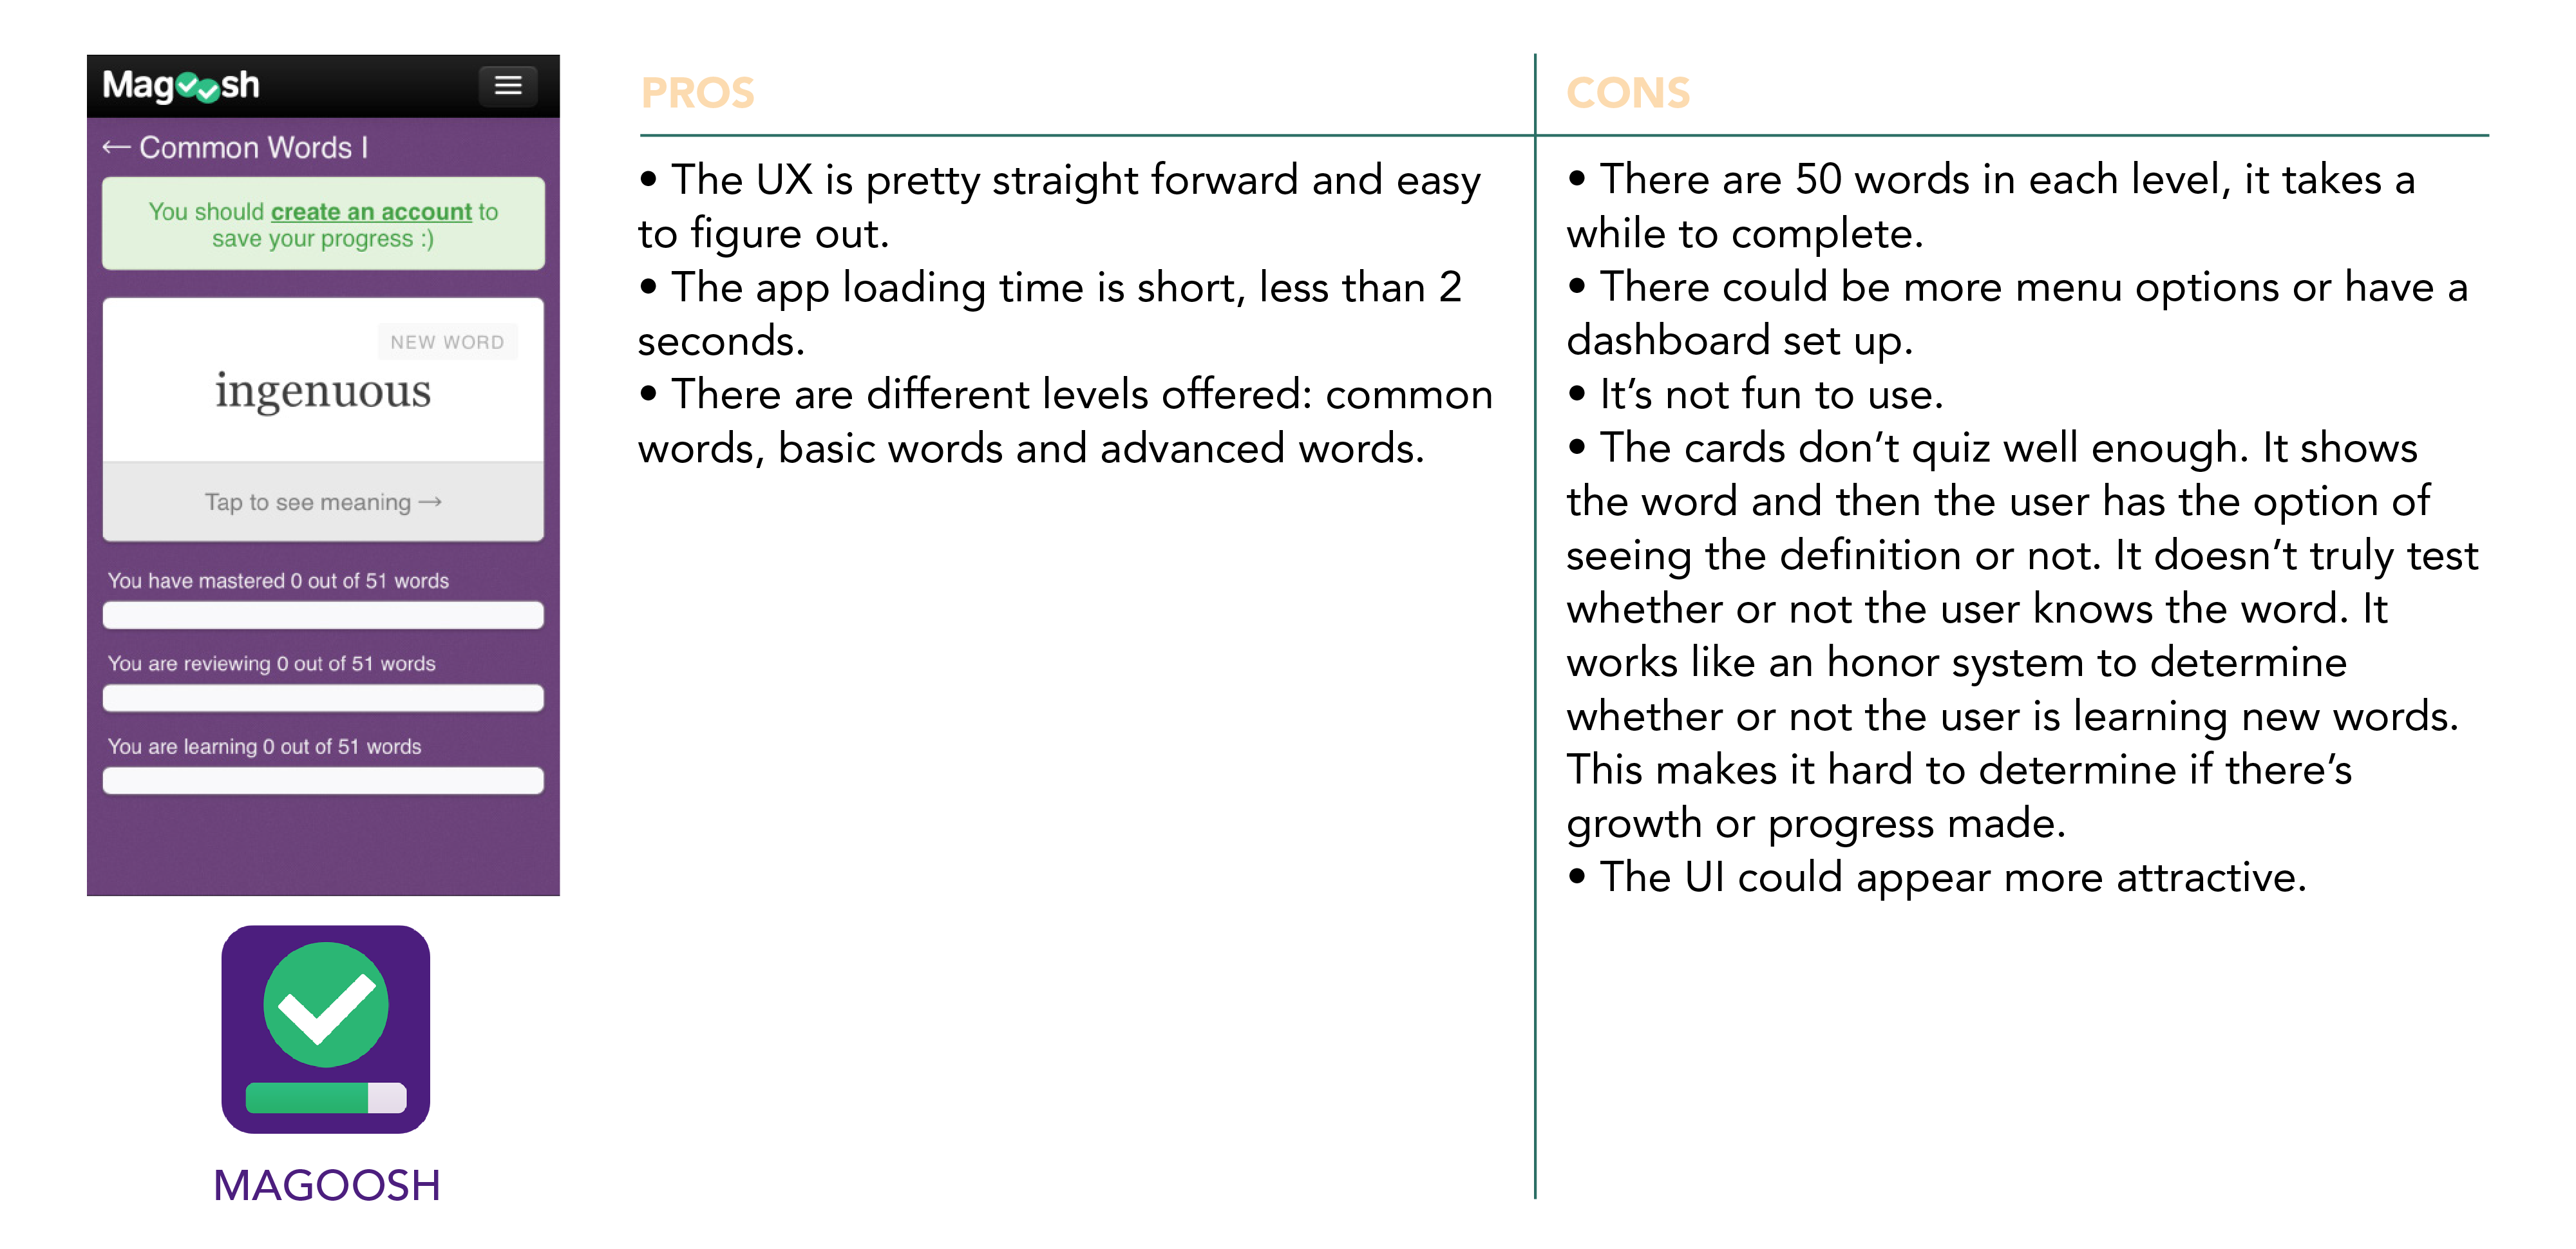 Magoosh
← Common Words I
You should create an account to
save your progress :)
NEW WORD
ingenuous
Tap to see meaning →
You have mastered 0 out of 51 words
You are reviewing 0 out of 51 words
You are learning 0 out of 51 words
MAGOOSH
PROS
• The UX is pretty straight forward and easy
to figure out.
• The app loading time is short, less than 2
seconds.
• There are different levels offered: common
words, basic words and advanced words.
CONS
• There are 50 words in each level, it takes a
while to complete.
• There could be more menu options or have a
dashboard set up.
• It’s not fun to use.
• The cards don’t quiz well enough. It shows
the word and then the user has the option of
seeing the definition or not. It doesn’t truly test
whether or not the user knows the word. It
works like an honor system to determine
whether or not the user is learning new words.
This makes it hard to determine if there’s
growth or progress made.
• The UI could appear more attractive.